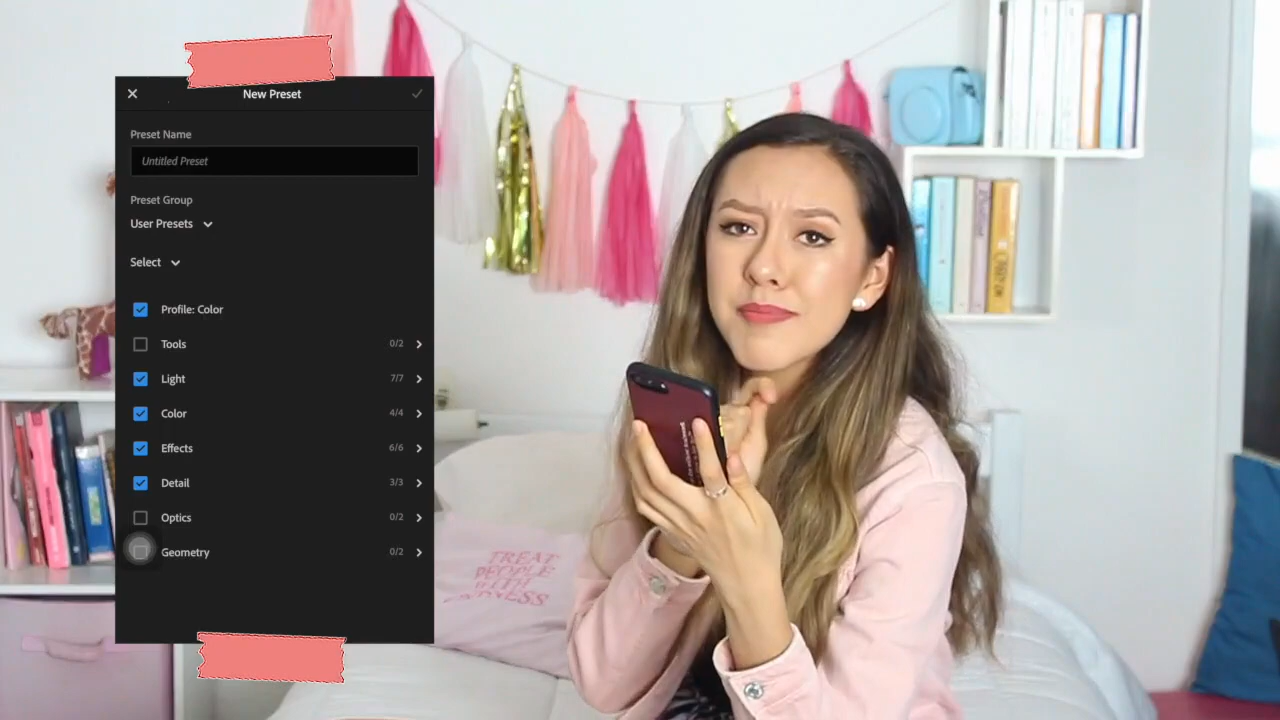 New Preset
Preset Name
Untitled Preset
Preset Group
User Presets
Select
Profile: Color
Tools 0/2
Light 7/7
Color 4/4
Effects 6/6
Detail 3/3
Optics 0/2
Geometry 0/2
TREAT
PEOPLE
WITH
KINDNESS